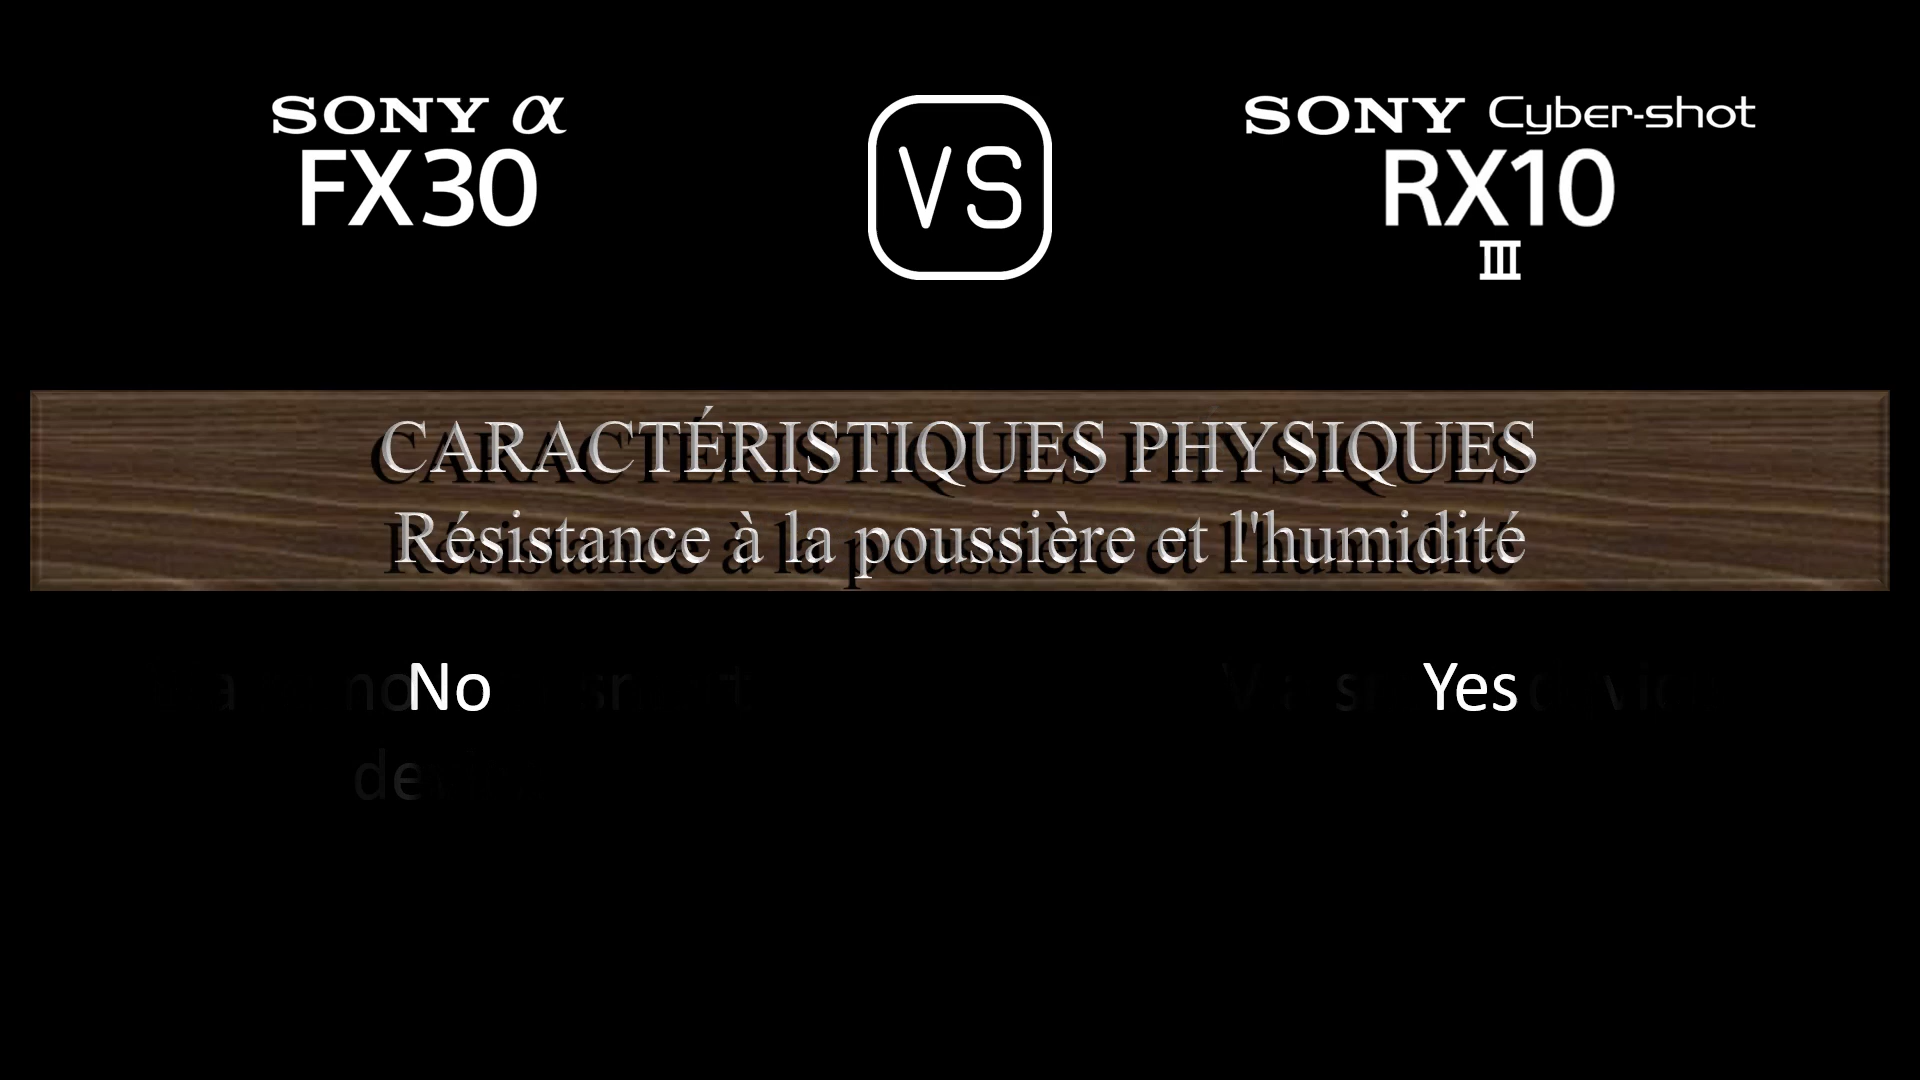 SONY α
FX30
VS
SONY Cyber-shot
RX10
III
CARACTÉRISTIQUES PHYSIQUES
Résistance à la poussière et l'humidité
No
Yes